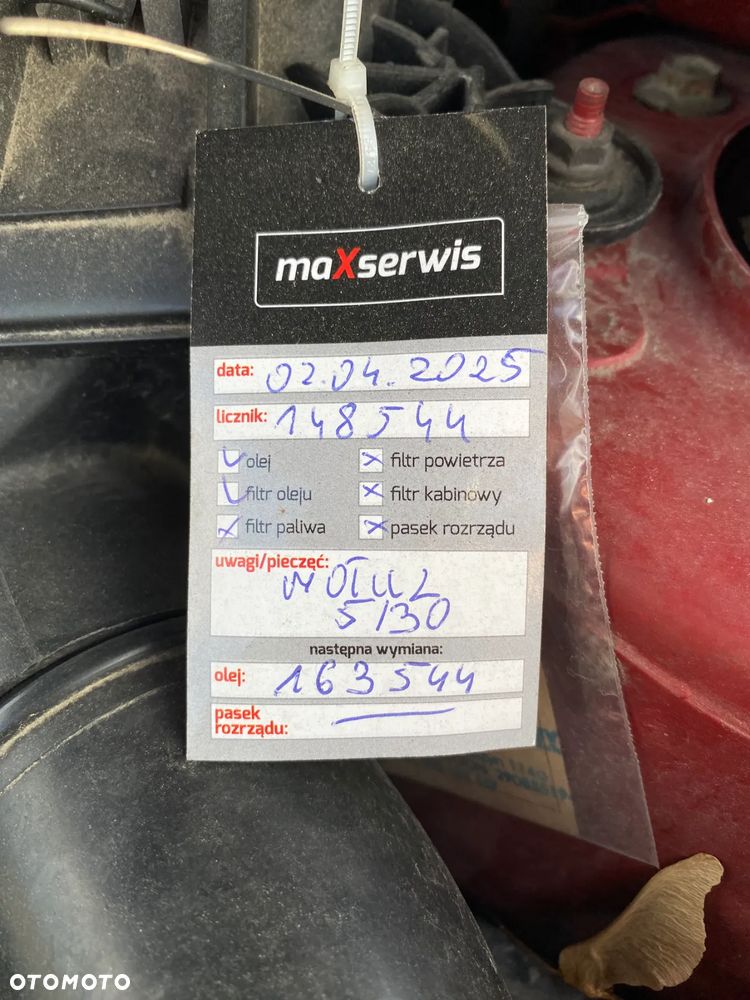 maXserwis
data: 02.04.2025
licznik: 148544
olej filtr powietrza
filtr oleju filtr kabinowy
filtr paliwa pasek rozrządu
uwagi/pieczęć:
MOTUL
5/30
następna wymiana:
olej: 163544
pasek
rozrządu:
OTOMOTO